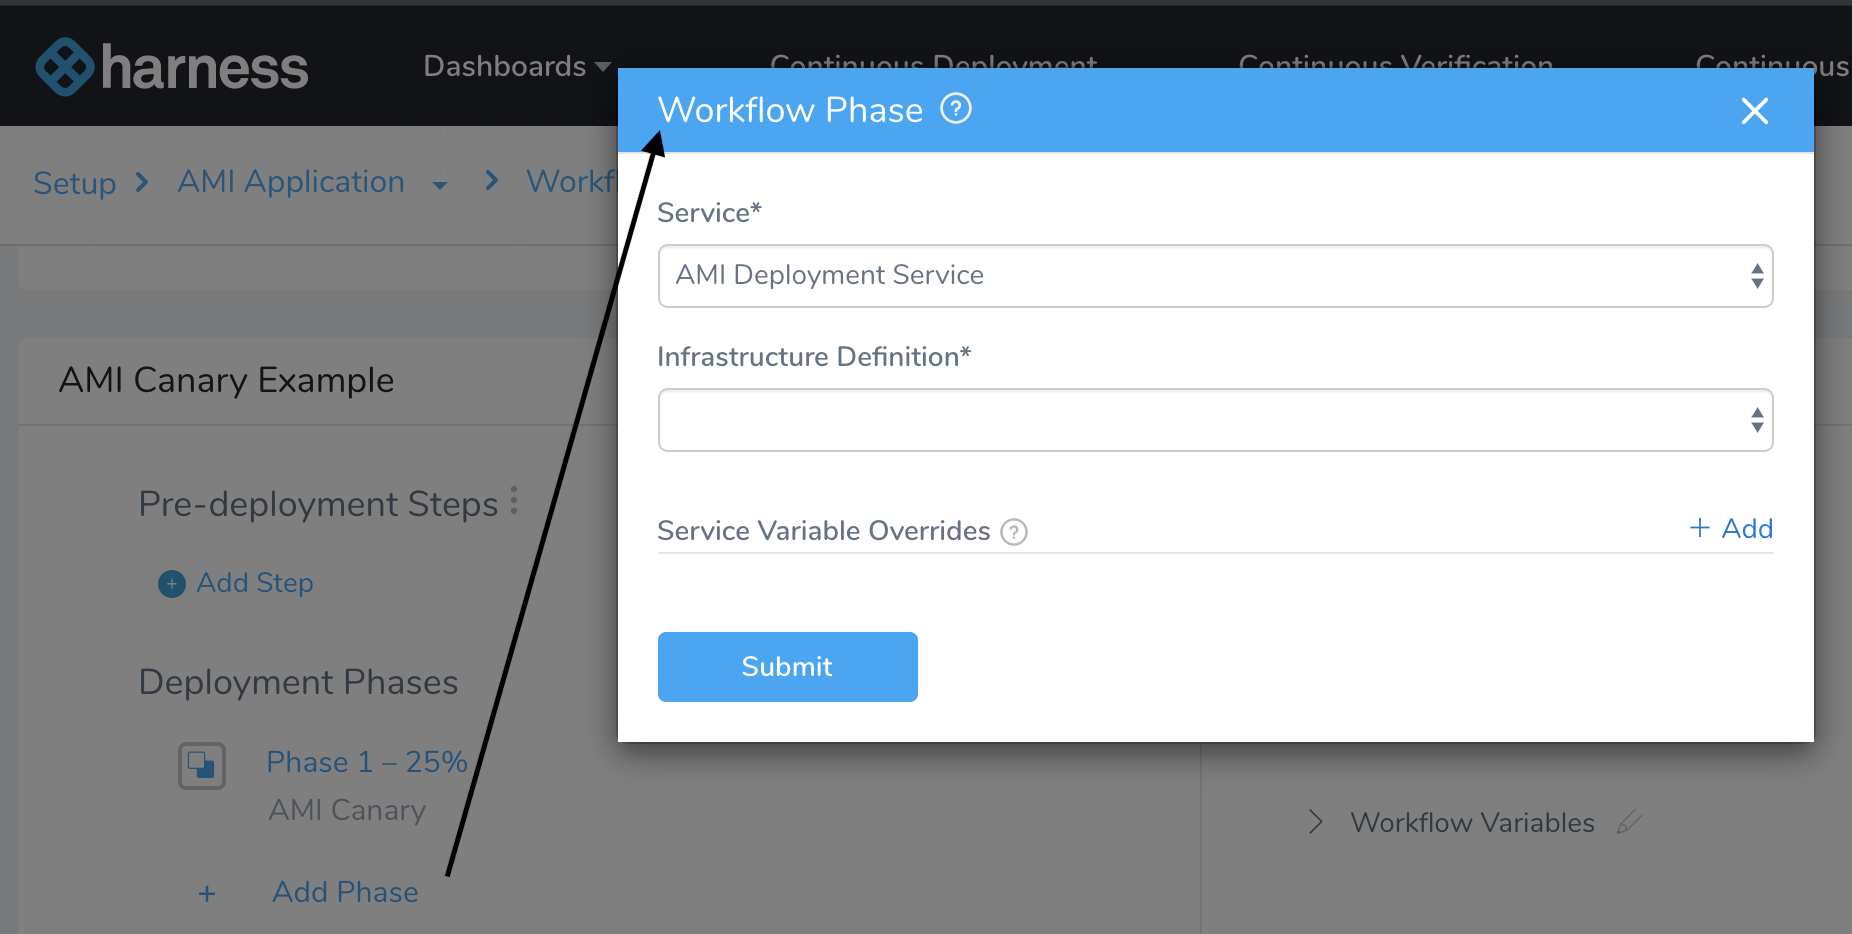 harness Dashboards Continuous Deployment Continuous Verification Continuous
Workflow Phase ?
Setup AMI Application
Service*
AMI Deployment Service
Infrastructure Definition*
AMI Canary Example
Pre-deployment Steps
Service Variable Overrides ? + Add
Add Step
Submit
Deployment Phases
Phase 1 – 25%
AMI Canary
Workflow Variables
+ Add Phase